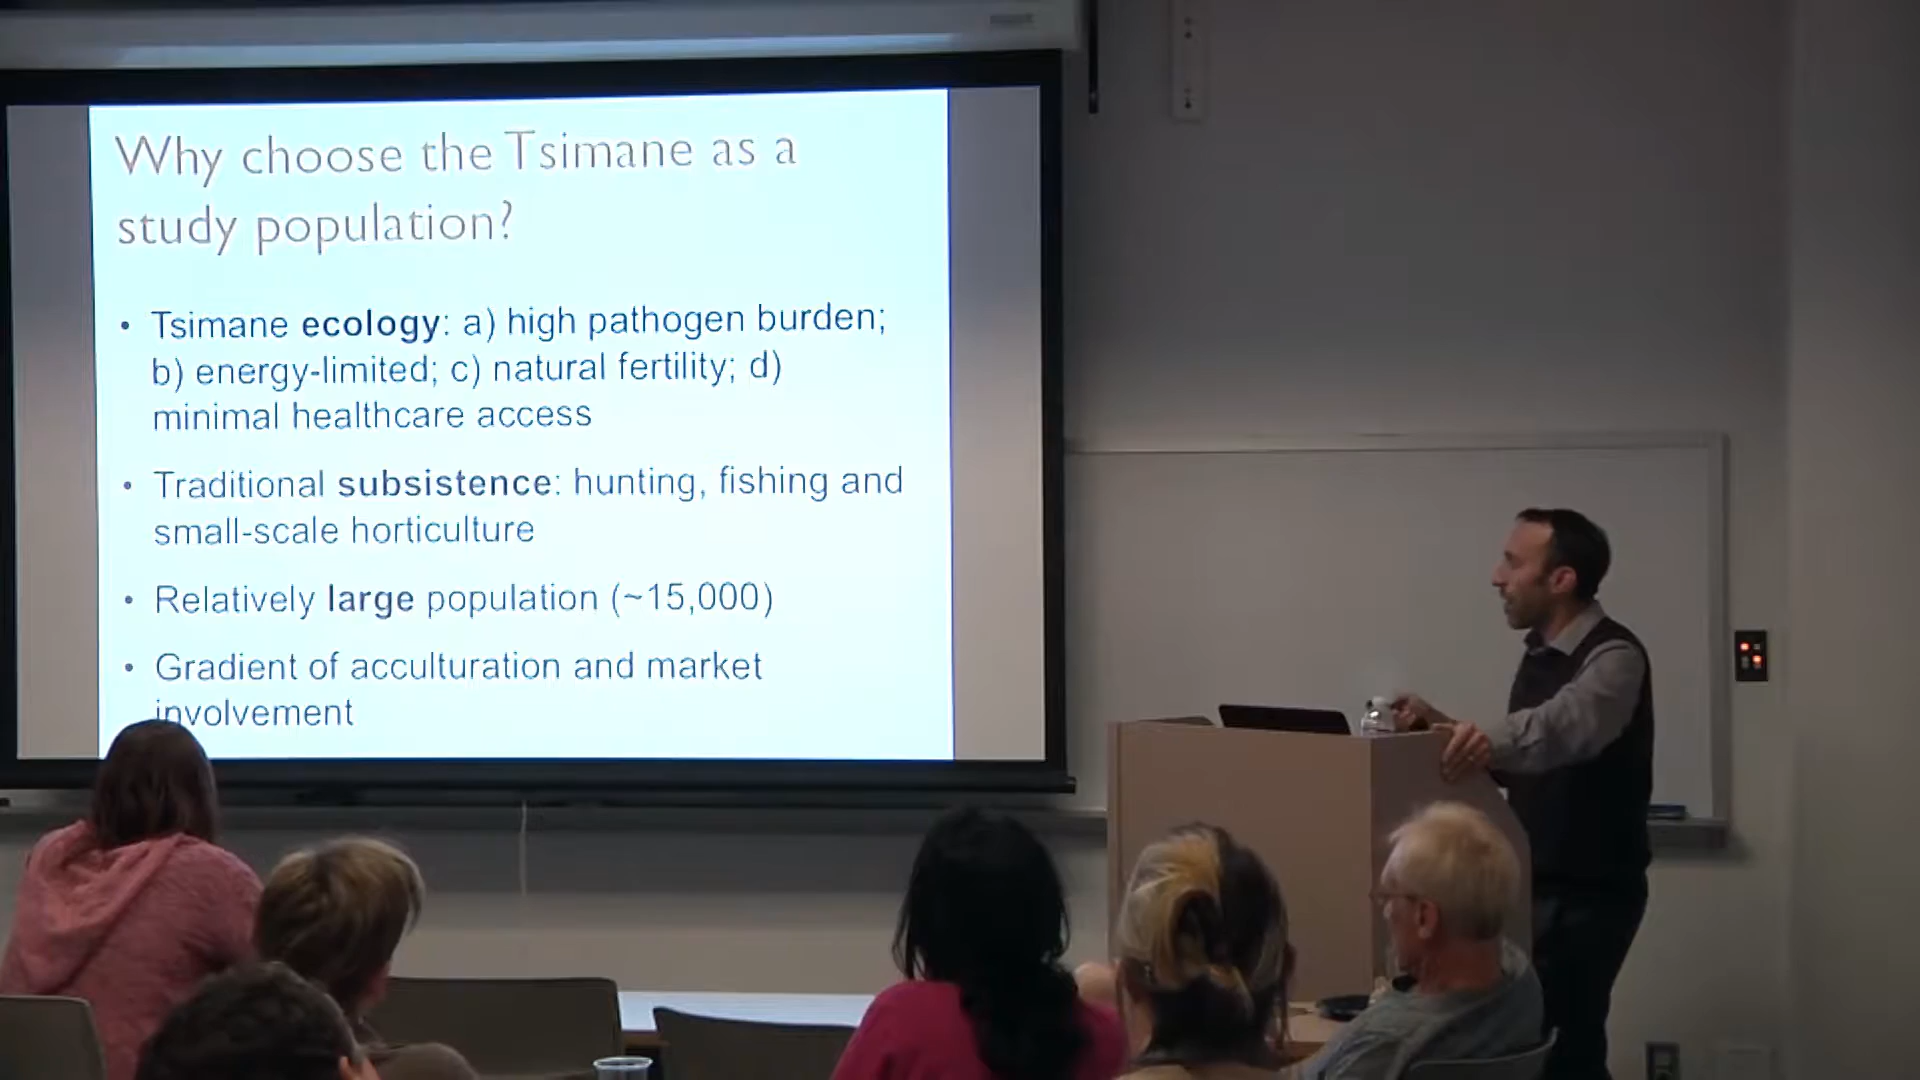 Why choose the Tsimane as a
study population?
• Tsimane ecology: a) high pathogen burden;
b) energy-limited; c) natural fertility; d)
minimal healthcare access
• Traditional subsistence: hunting, fishing and
small-scale horticulture
• Relatively large population (~15,000)
• Gradient of acculturation and market
involvement